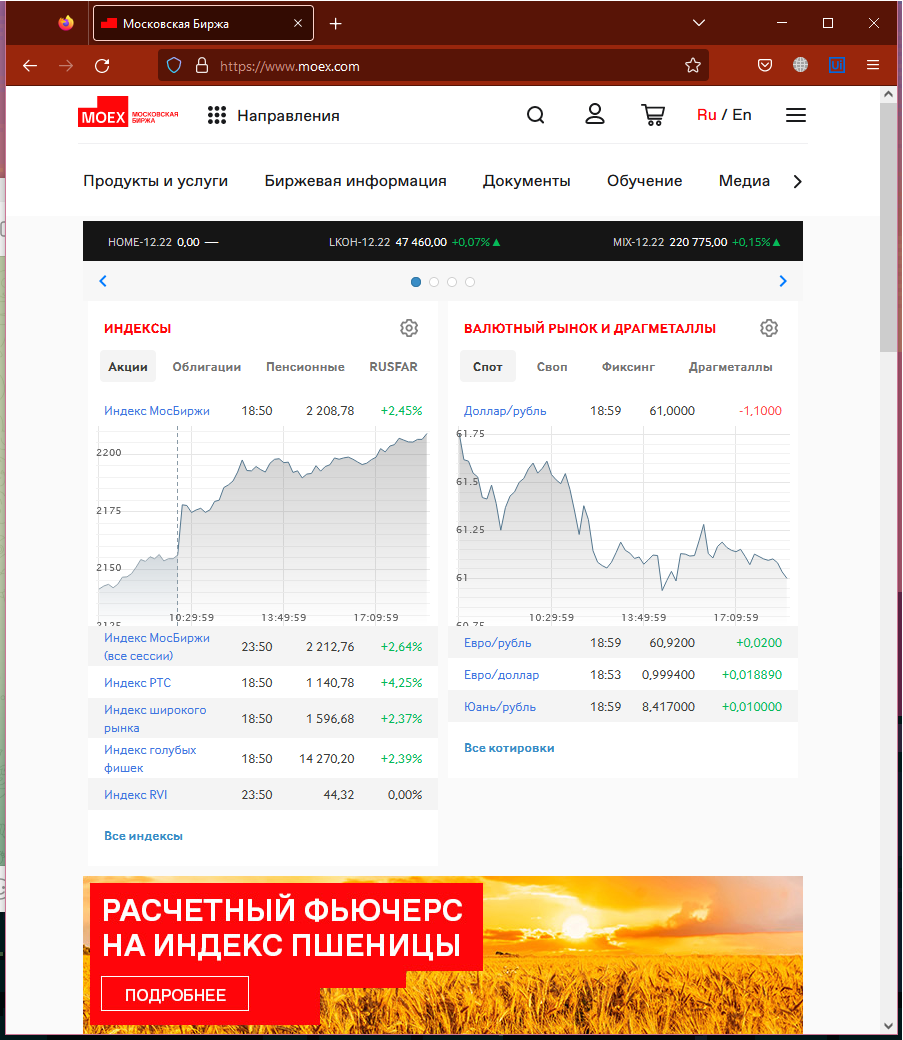 Московская Биржа
https://www.moex.com
MOEX МОСКОВСКАЯ БИРЖА
Направления
Ru / En
Продукты и услуги Биржевая информация Документы Обучение Медиа
HOME-12.22 0,00 — LKOH-12.22 47 460,00 +0,07% ▲ MIX-12.22 220 775,00 +0,15% ▲
ИНДЕКСЫ
Акции Облигации Пенсионные RUSFAR
Индекс МосБиржи 18:50 2 208,78 +2,45%
2200
2175
2150
2125
10:29:59 13:49:59 17:09:59
Индекс МосБиржи
(все сессии) 23:50 2 212,76 +2,64%
Индекс РТС 18:50 1 140,78 +4,25%
Индекс широкого
рынка 18:50 1 596,68 +2,37%
Индекс голубых
фишек 18:50 14 270,20 +2,39%
Индекс RVI 23:50 44,32 0,00%
Все индексы
ВАЛЮТНЫЙ РЫНОК И ДРАГМЕТАЛЛЫ
Спот Своп Фиксинг Драгметаллы
Доллар/рубль 18:59 61,0000 -1,1000
61.75
61.5
61.25
61
60.75
10:29:59 13:49:59 17:09:59
Евро/рубль 18:59 60,9200 +0,0200
Евро/доллар 18:53 0,999400 +0,018890
Юань/рубль 18:59 8,417000 +0,010000
Все котировки
РАСЧЕТНЫЙ ФЬЮЧЕРС
НА ИНДЕКС ПШЕНИЦЫ
ПОДРОБНЕЕ